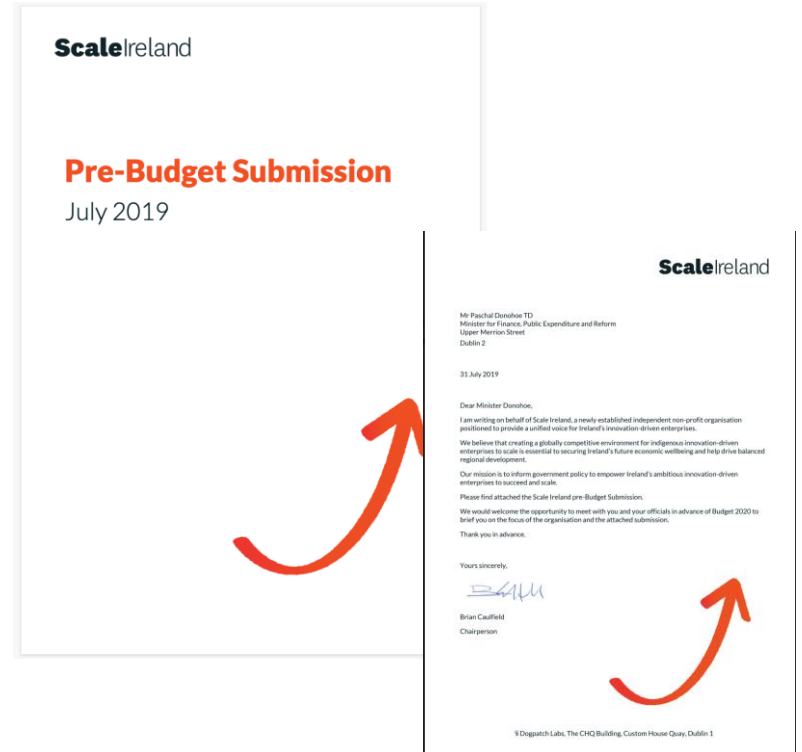 ScaleIreland
Pre-Budget Submission
July 2019
ScaleIreland
Mr Paschal Donohoe TD
Minister for Finance, Public Expenditure and Reform
Upper Merrion Street
Dublin 2
31 July 2019
Dear Minister Donohoe,
I am writing on behalf of Scale Ireland, a newly established independent non-profit organisation
positioned to provide a unified voice for Ireland's innovation-driven enterprises.
We believe that creating a globally competitive environment for indigenous innovation-driven
enterprises to scale is essential to securing Ireland's future economic wellbeing and help drive balanced
regional development.
Our mission is to inform government policy to empower Ireland's ambitious innovation-driven
enterprises to succeed and scale.
Please find attached the Scale Ireland pre-Budget Submission.
We would welcome the opportunity to meet with you and your officials in advance of Budget 2020 to
brief you on the focus of the organisation and the attached submission.
Thank you in advance.
Yours sincerely,
Brian Caulfield
Chairperson
Dogpatch Labs, The CHQ Building, Custom House Quay, Dublin 1